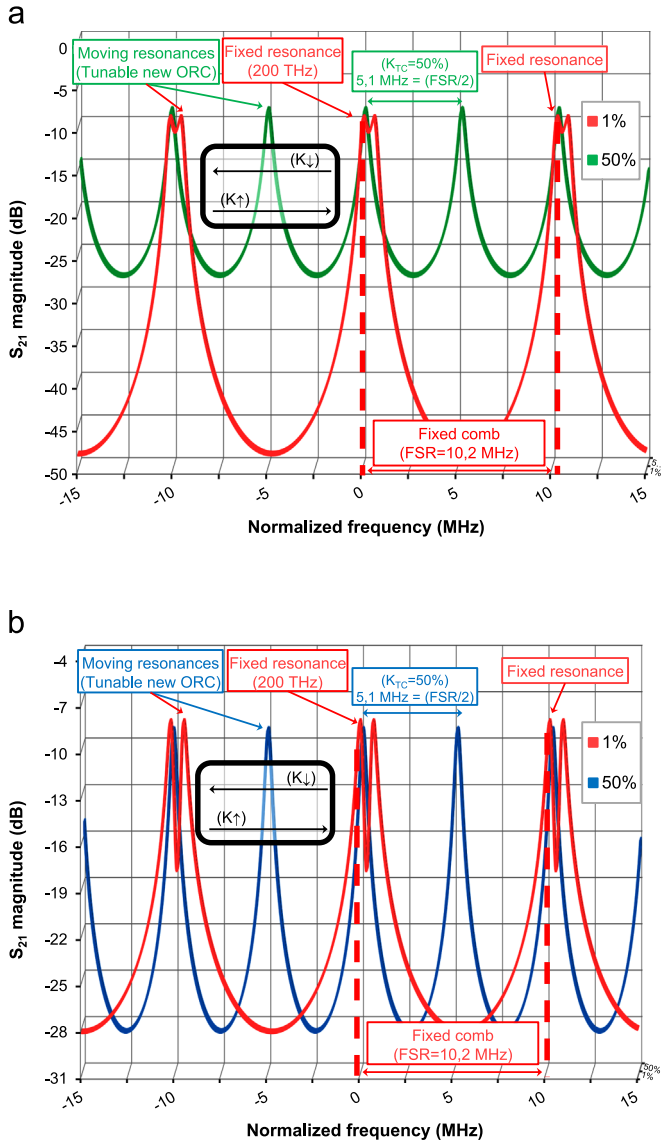 a
Moving resonances
(Tunable new ORC)
Fixed resonance
(200 THz)
(KTC=50%)
5,1 MHz = (FSR/2)
Fixed resonance
1%
50%
(K↓)
(K↑)
Fixed comb
(FSR=10,2 MHz)
0
-5
-10
-15
-20
-25
-30
-35
-40
-45
-50
S21 magnitude (dB)
-15
-10
-5
0
5
10
15
5...
1%
Normalized frequency (MHz)
b
Moving resonances
(Tunable new ORC)
Fixed resonance
(200 THz)
(KTC=50%)
5,1 MHz = (FSR/2)
Fixed resonance
1%
50%
(K↓)
(K↑)
Fixed comb
(FSR=10,2 MHz)
-4
-7
-10
-13
-16
-19
-22
-25
-28
-31
S21 magnitude (dB)
-15
-10
-5
0
5
10
15
50%
1%
Normalized frequency (MHz)